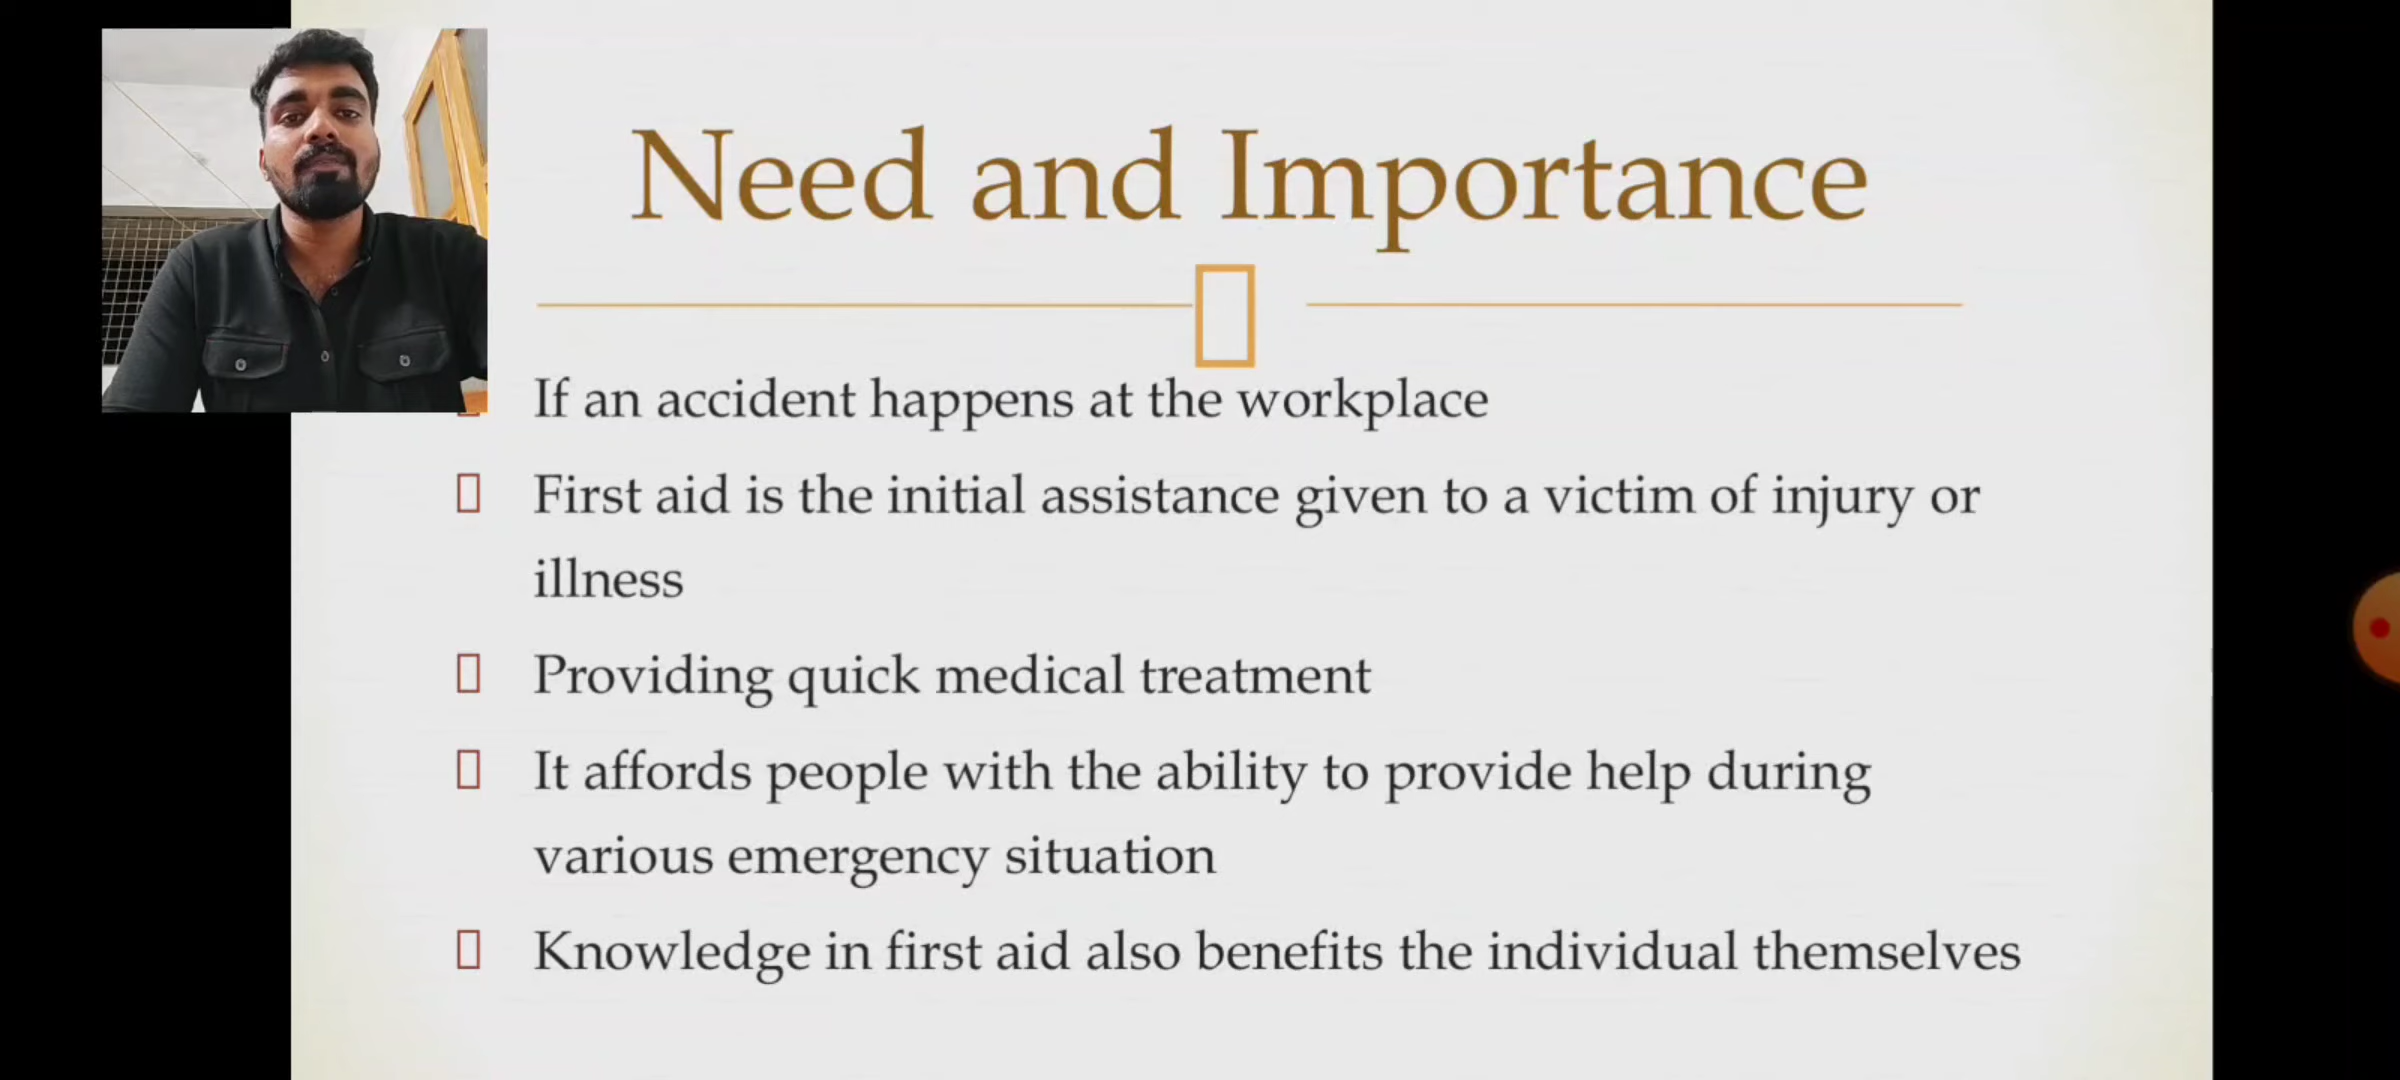 Need and Importance
If an accident happens at the workplace
First aid is the initial assistance given to a victim of injury or
illness
Providing quick medical treatment
It affords people with the ability to provide help during
various emergency situation
Knowledge in first aid also benefits the individual themselves